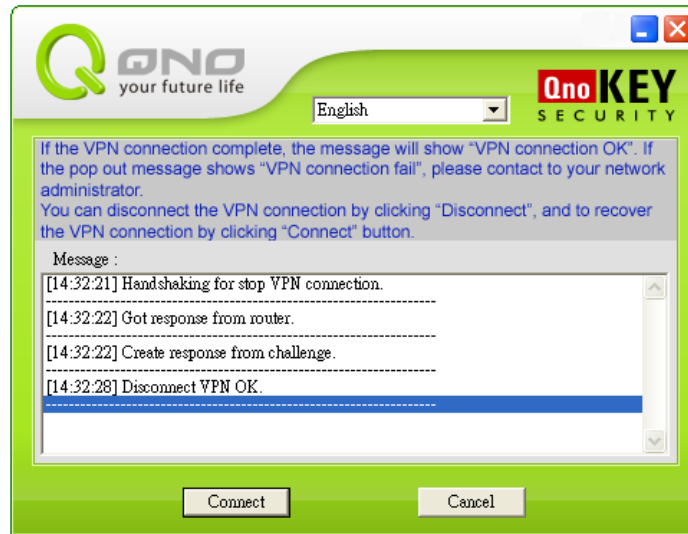 QNO
your future life
English
Qno KEY
SECURITY
If the VPN connection complete, the message will show “VPN connection OK”. If
the pop out message shows “VPN connection fail”, please contact to your network
administrator.
You can disconnect the VPN connection by clicking “Disconnect”, and to recover
the VPN connection by clicking “Connect” button.
Message :
[14:32:21] Handshaking for stop VPN connection.
[14:32:22] Got response from router.
[14:32:22] Create response from challenge.
[14:32:28] Disconnect VPN OK.
Connect
Cancel